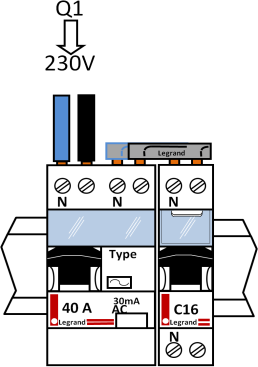 Q1
230V
Legrand
N N N
Type
40 A 30mA C16
AC
Legrand Legrand
N